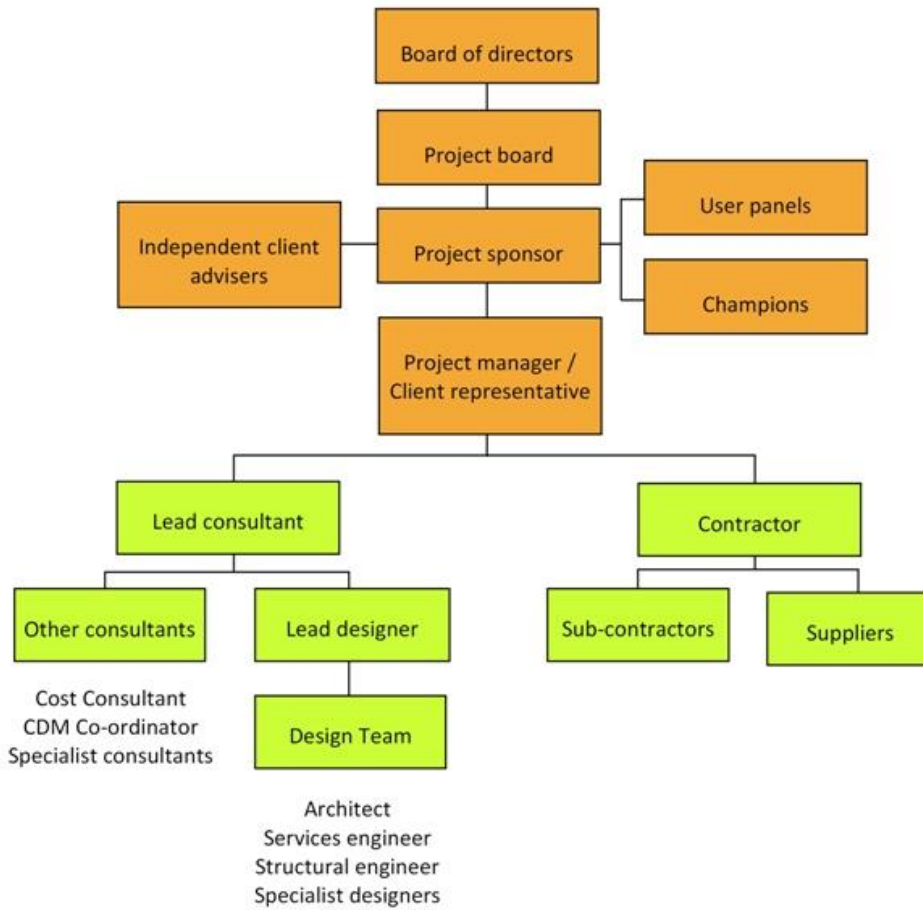 Board of directors
Project board
User panels
Independent client
advisers
Project sponsor
Champions
Project manager /
Client representative
Lead consultant
Contractor
Other consultants
Lead designer
Sub-contractors
Suppliers
Cost Consultant
CDM Co-ordinator
Specialist consultants
Design Team
Architect
Services engineer
Structural engineer
Specialist designers